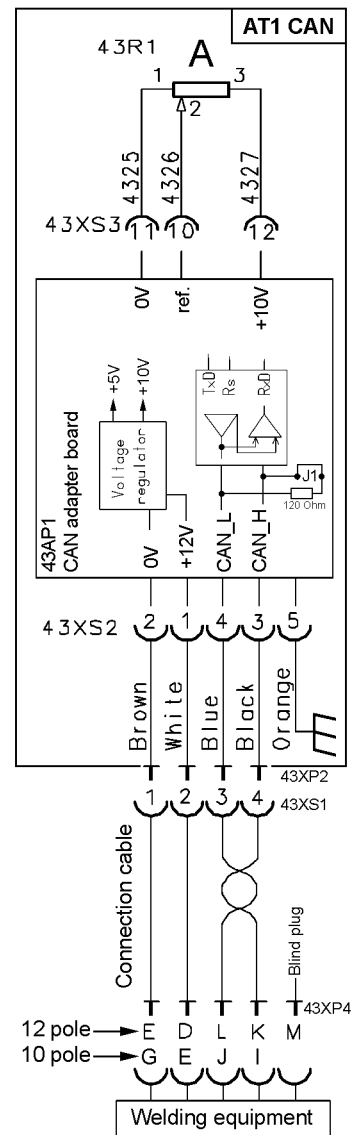 AT1 CAN
43R1
A
1
3
2
4325
4326
4327
43XS3
11
10
12
0V
ref.
+10V
+5V
+10V
Voltage
regulator
TxD
Rs
RxD
J1
120 Ohm
43AP1
CAN adapter board
0V
+12V
CAN_L
CAN_H
43XS2
2
1
4
3
5
Brown
White
Blue
Black
Orange
43XP2
1
2
3
4
43XS1
Connection cable
Blind plug
43XP4
12 pole
E
D
L
K
M
10 pole
G
E
J
I
Welding equipment